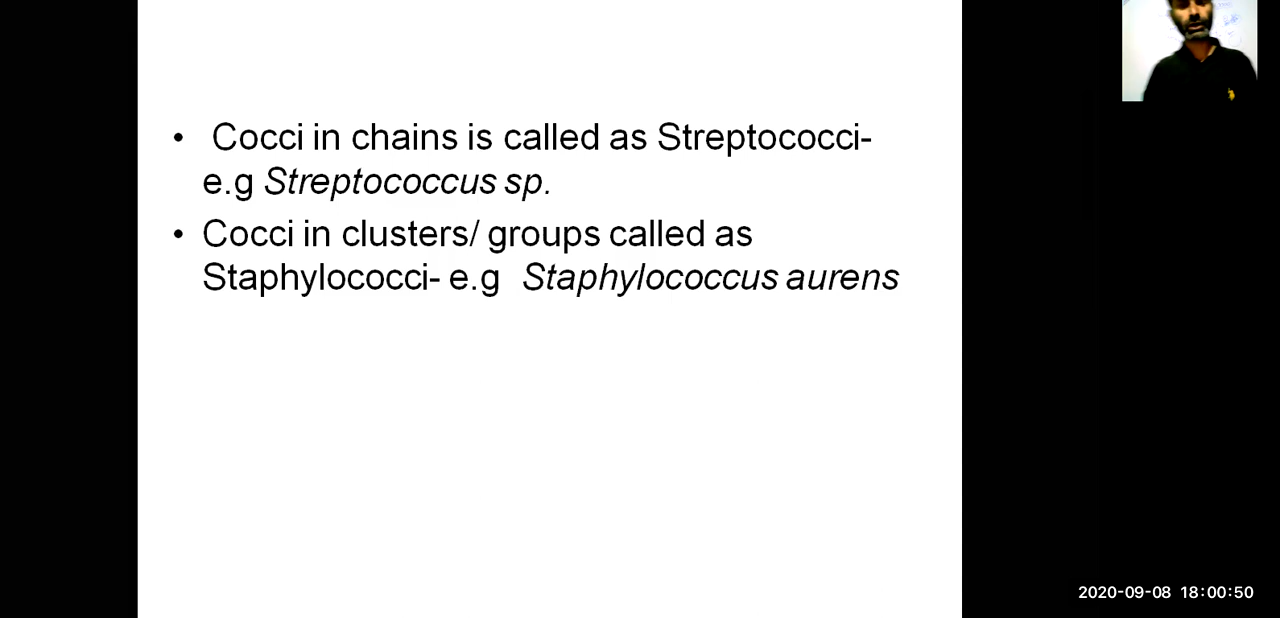 • Cocci in chains is called as Streptococci-
e.g Streptococcus sp.
• Cocci in clusters/ groups called as
Staphylococci- e.g Staphylococcus aurens
2020-09-08 18:00:50